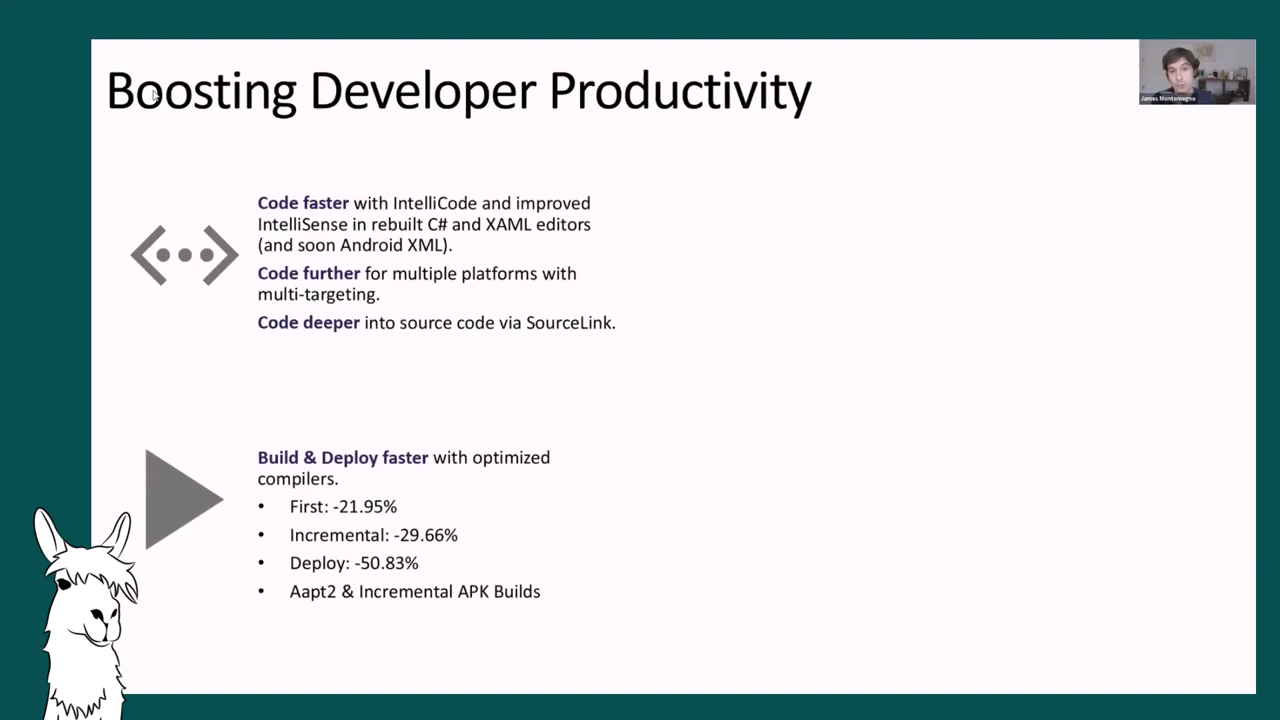 Boosting Developer Productivity
James Montemagno
Code faster with IntelliCode and improved
IntelliSense in rebuilt C# and XAML editors
(and soon Android XML).
Code further for multiple platforms with
multi-targeting.
Code deeper into source code via SourceLink.
Build & Deploy faster with optimized
compilers.
• First: -21.95%
• Incremental: -29.66%
• Deploy: -50.83%
• Aapt2 & Incremental APK Builds